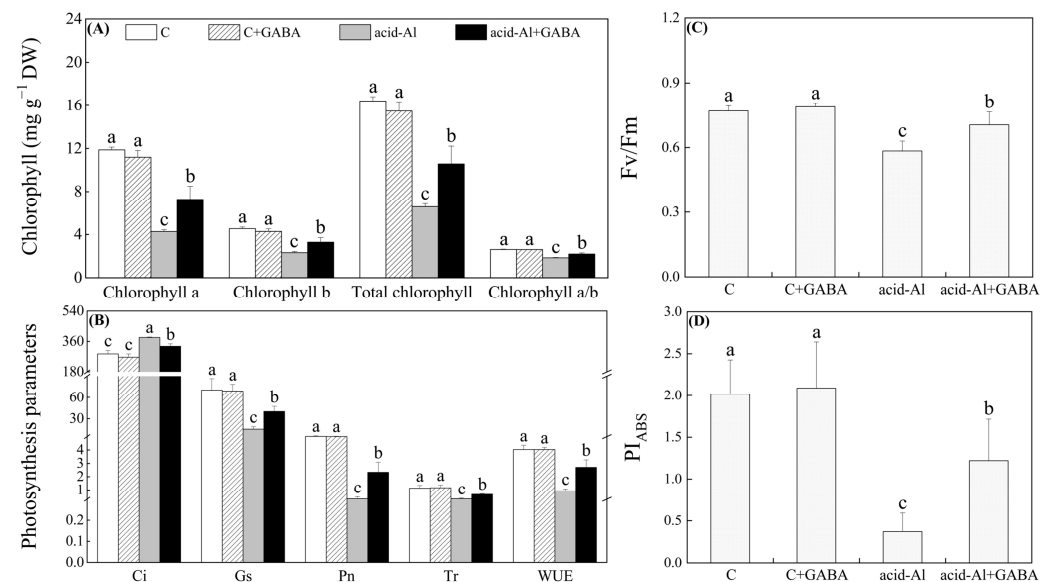 (A)
C
C+GABA
acid-Al
acid-Al+GABA
Chlorophyll (mg g⁻¹ DW)
24
20
16
12
8
4
0
a a c b
a a c b
a a c b
a a c b
Chlorophyll a
Chlorophyll b
Total chlorophyll
Chlorophyll a/b
(B)
Photosynthesis parameters
540
360
180
60
30
4
3
2
1
0.2
0.0
c c a b
a a c b
a a c b
a a c b
a a c b
Ci
Gs
Pn
Tr
WUE
(C)
Fv/Fm
1.2
0.9
0.6
0.3
0.0
a a c b
C
C+GABA
acid-Al
acid-Al+GABA
(D)
PI_ABS
3.0
2.5
2.0
1.5
1.0
0.5
0.0
a a c b
C
C+GABA
acid-Al
acid-Al+GABA